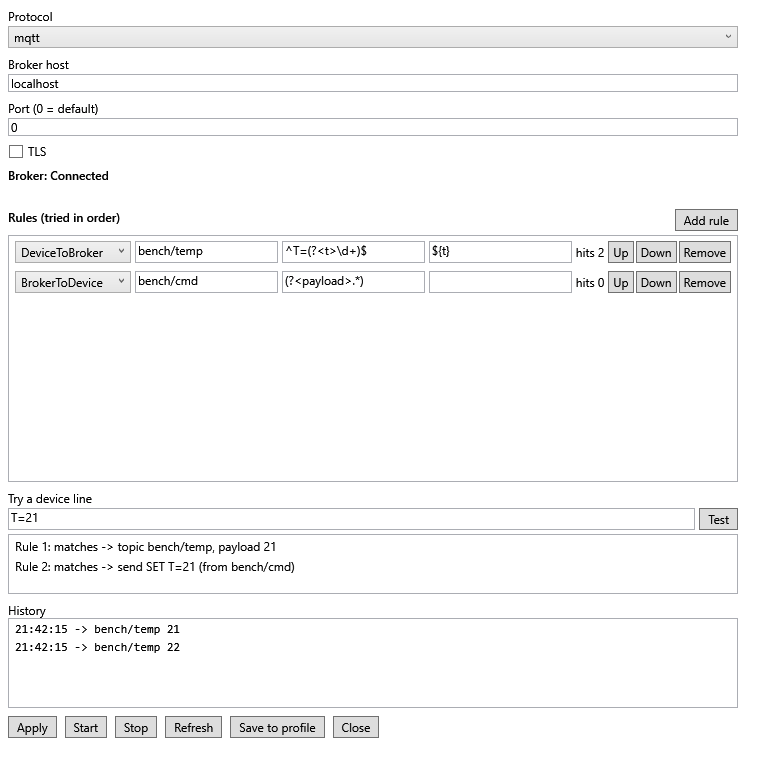 Protocol
mqtt
Broker host
localhost
Port (0 = default)
0
TLS
Broker: Connected
Rules (tried in order)
Add rule
DeviceToBroker bench/temp ^T=(?<t>\d+)$ ${t} hits 2 Up Down Remove
BrokerToDevice bench/cmd (?<payload>.*) hits 0 Up Down Remove
Try a device line
T=21
Test
Rule 1: matches -> topic bench/temp, payload 21
Rule 2: matches -> send SET T=21 (from bench/cmd)
History
21:42:15 -> bench/temp 21
21:42:15 -> bench/temp 22
Apply Start Stop Refresh Save to profile Close